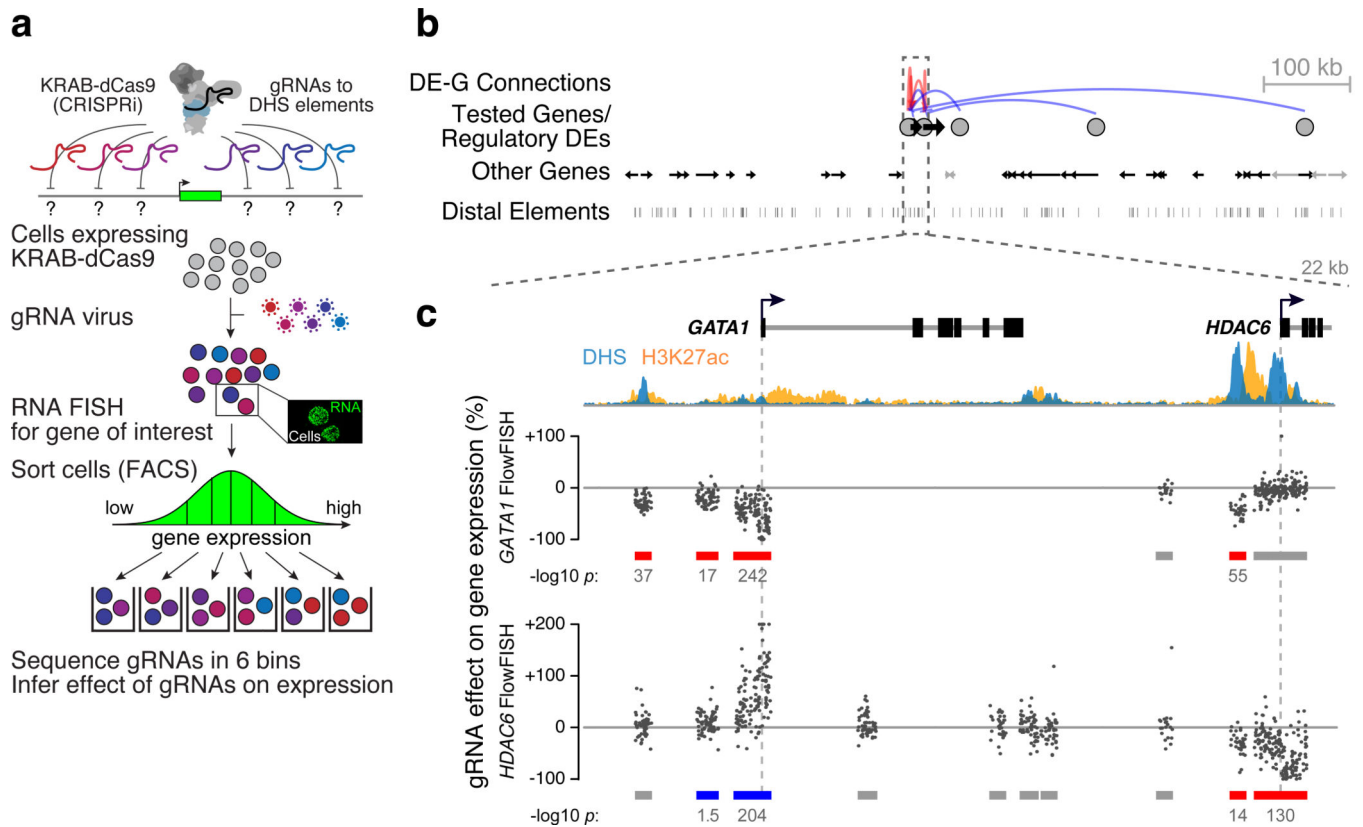 a
KRAB-dCas9
(CRISPRi)
gRNAs to
DHS elements
? ? ? ? ? ?
Cells expressing
KRAB-dCas9
gRNA virus
RNA FISH
for gene of interest
RNA
Cells
Sort cells (FACS)
low
high
gene expression
Sequence gRNAs in 6 bins
Infer effect of gRNAs on expression
b
100 kb
DE-G Connections
Tested Genes/
Regulatory DEs
Other Genes
Distal Elements
22 kb
c
GATA1
HDAC6
DHS H3K27ac
gRNA effect on gene expression (%)
GATA1 FlowFISH
+100
0
-100
-log10 p: 37 17 242 55
HDAC6 FlowFISH
+200
+100
0
-100
-log10 p: 1.5 204 14 130